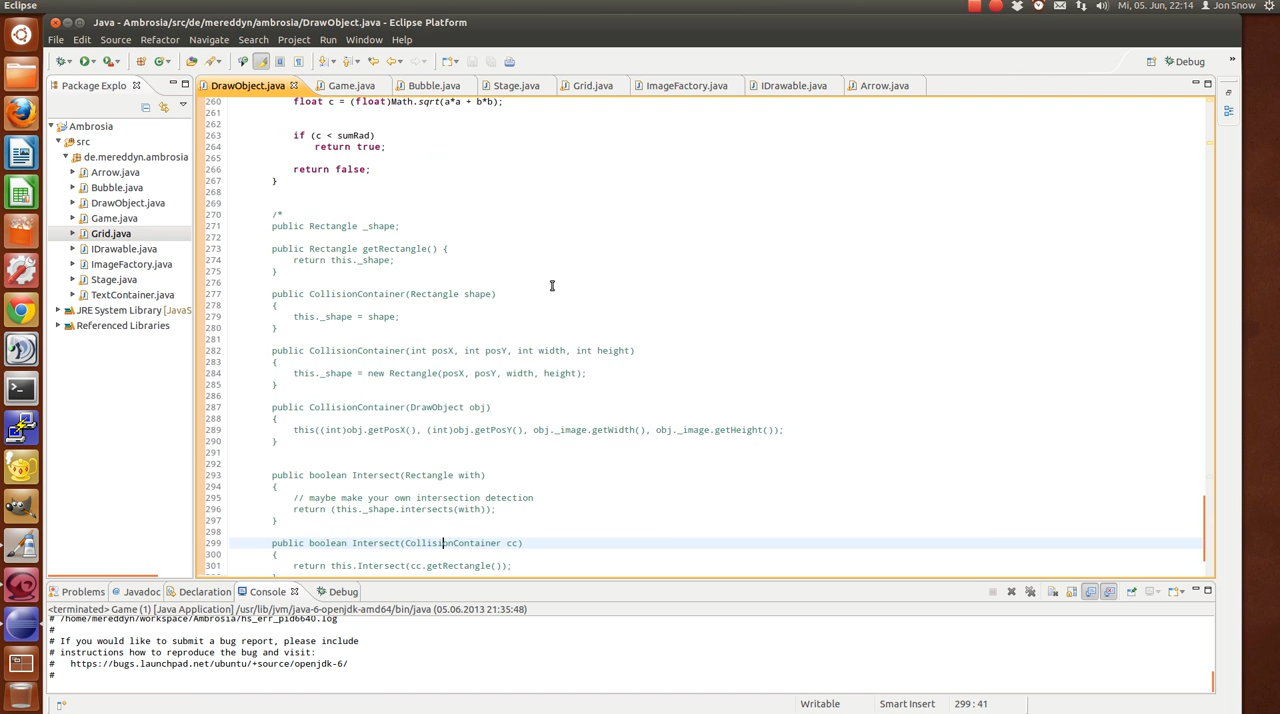 Eclipse
Mi, 05. Jun, 22:14 Jon Snow
Java - Ambrosia/src/de/mereddyn/ambrosia/DrawObject.java - Eclipse Platform
File Edit Source Refactor Navigate Search Project Run Window Help
» Debug
Package Explo
DrawObject.java Game.java Bubble.java Stage.java Grid.java ImageFactory.java IDrawable.java Arrow.java
Ambrosia
src
de.mereddyn.ambrosia
Arrow.java
Bubble.java
DrawObject.java
Game.java
Grid.java
IDrawable.java
ImageFactory.java
Stage.java
TextContainer.java
JRE System Library [JavaS
Referenced Libraries
260 float c = (float)Math.sqrt(a*a + b*b);
261
262
263 if (c < sumRad)
264 return true;
265
266 return false;
267 }
268
269
270 /*
271 public Rectangle _shape;
272
273 public Rectangle getRectangle() {
274 return this._shape;
275 }
276
277 public CollisionContainer(Rectangle shape)
278 {
279 this._shape = shape;
280 }
281
282 public CollisionContainer(int posX, int posY, int width, int height)
283 {
284 this._shape = new Rectangle(posX, posY, width, height);
285 }
286
287 public CollisionContainer(DrawObject obj)
288 {
289 this((int)obj.getPosX(), (int)obj.getPosY(), obj._image.getWidth(), obj._image.getHeight());
290 }
291
292
293 public boolean Intersect(Rectangle with)
294 {
295 // maybe make your own intersection detection
296 return (this._shape.intersects(with));
297 }
298
299 public boolean Intersect(CollisionContainer cc)
300 {
301 return this.Intersect(cc.getRectangle());
Problems Javadoc Declaration Console Debug
<terminated> Game (1) [Java Application] /usr/lib/jvm/java-6-openjdk-amd64/bin/java (05.06.2013 21:35:48)
# /home/mereddyn/workspace/Ambrosia/hs_err_pid6640.log
#
# If you would like to submit a bug report, please include
# instructions how to reproduce the bug and visit:
# https://bugs.launchpad.net/ubuntu/+source/openjdk-6/
#
Writable Smart Insert 299 : 41